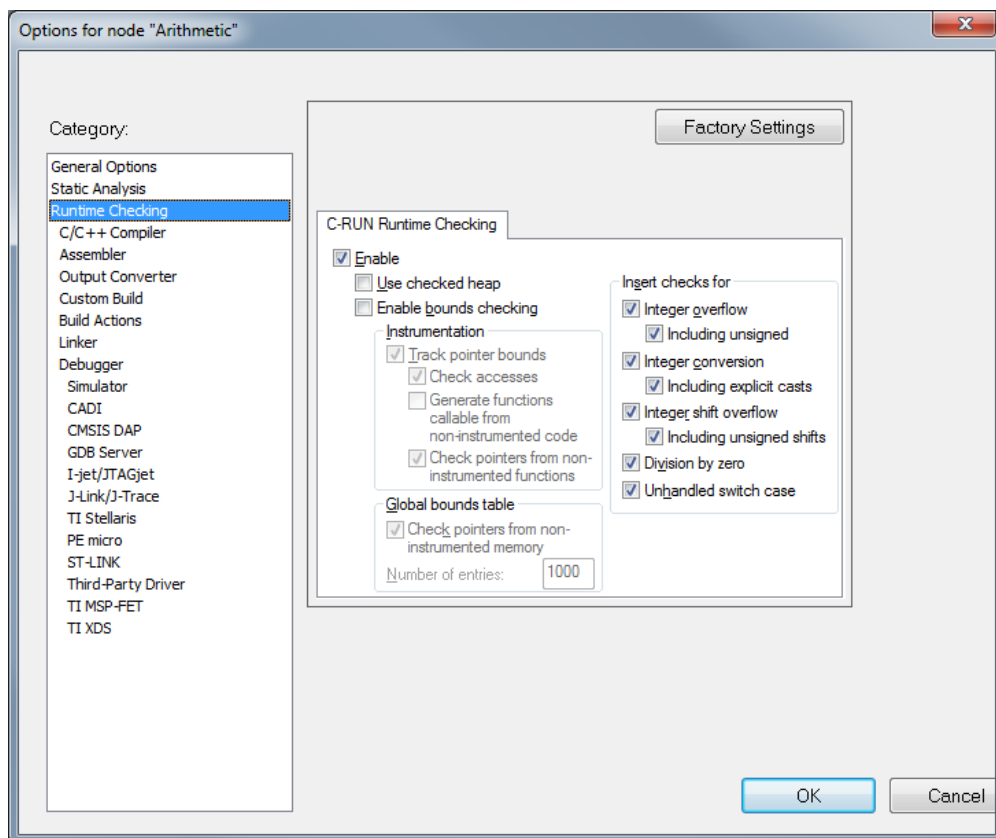 Options for node "Arithmetic"
Category:
General Options
Static Analysis
Runtime Checking
C/C++ Compiler
Assembler
Output Converter
Custom Build
Build Actions
Linker
Debugger
Simulator
CADI
CMSIS DAP
GDB Server
I-jet/JTAGjet
J-Link/J-Trace
TI Stellaris
PE micro
ST-LINK
Third-Party Driver
TI MSP-FET
TI XDS
Factory Settings
C-RUN Runtime Checking
Enable
Use checked heap
Enable bounds checking
Instrumentation
Track pointer bounds
Check accesses
Generate functions
callable from
non-instrumented code
Check pointers from non-
instrumented functions
Global bounds table
Check pointers from non-
instrumented memory
Number of entries: 1000
Insert checks for
Integer overflow
Including unsigned
Integer conversion
Including explicit casts
Integer shift overflow
Including unsigned shifts
Division by zero
Unhandled switch case
OK
Cancel